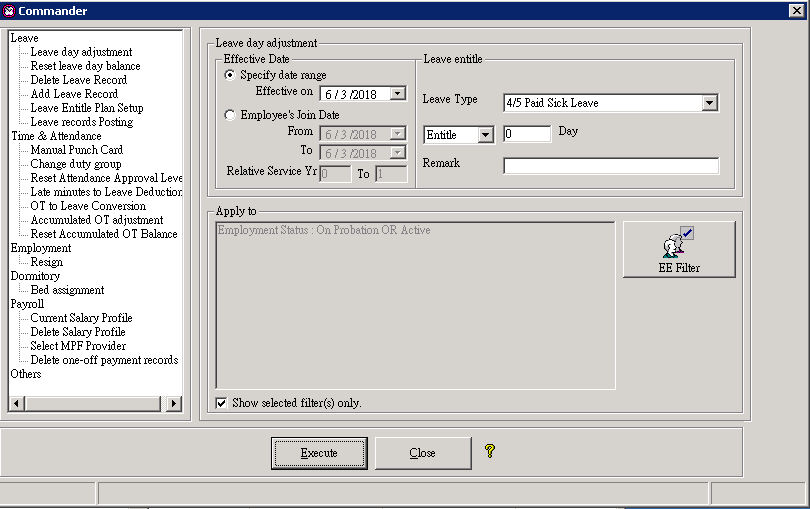 Commander
Leave
Leave day adjustment
Reset leave day balance
Delete Leave Record
Add Leave Record
Leave Entitle Plan Setup
Leave records Posting
Time & Attendance
Manual Punch Card
Change duty group
Reset Attendance Approval Leve
Late minutes to Leave Deduction
OT to Leave Conversion
Accumulated OT adjustment
Reset Accumulated OT Balance
Employment
Resign
Dormitory
Bed assignment
Payroll
Current Salary Profile
Delete Salary Profile
Select MPF Provider
Delete one-off payment records
Others
Leave day adjustment
Effective Date
Specify date range
Effective on 6 / 3 /2018
Employee's Join Date
From 6 / 3 /2018
To 6 / 3 /2018
Relative Service Yr 0 To 1
Leave entitle
Leave Type 4/5 Paid Sick Leave
Entitle 0 Day
Remark
Apply to
Employment Status : On Probation OR Active
EE Filter
Show selected filter(s) only.
Execute Close ?